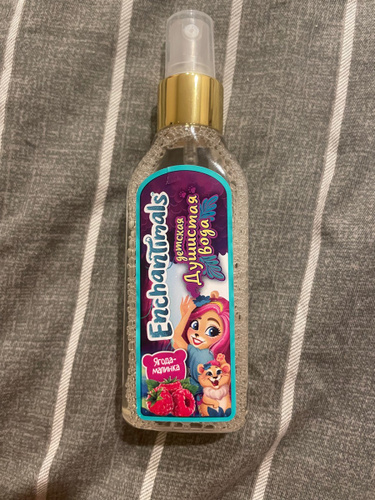 Enchantimals
детская
Душистая
вода
Ягода-
малинка